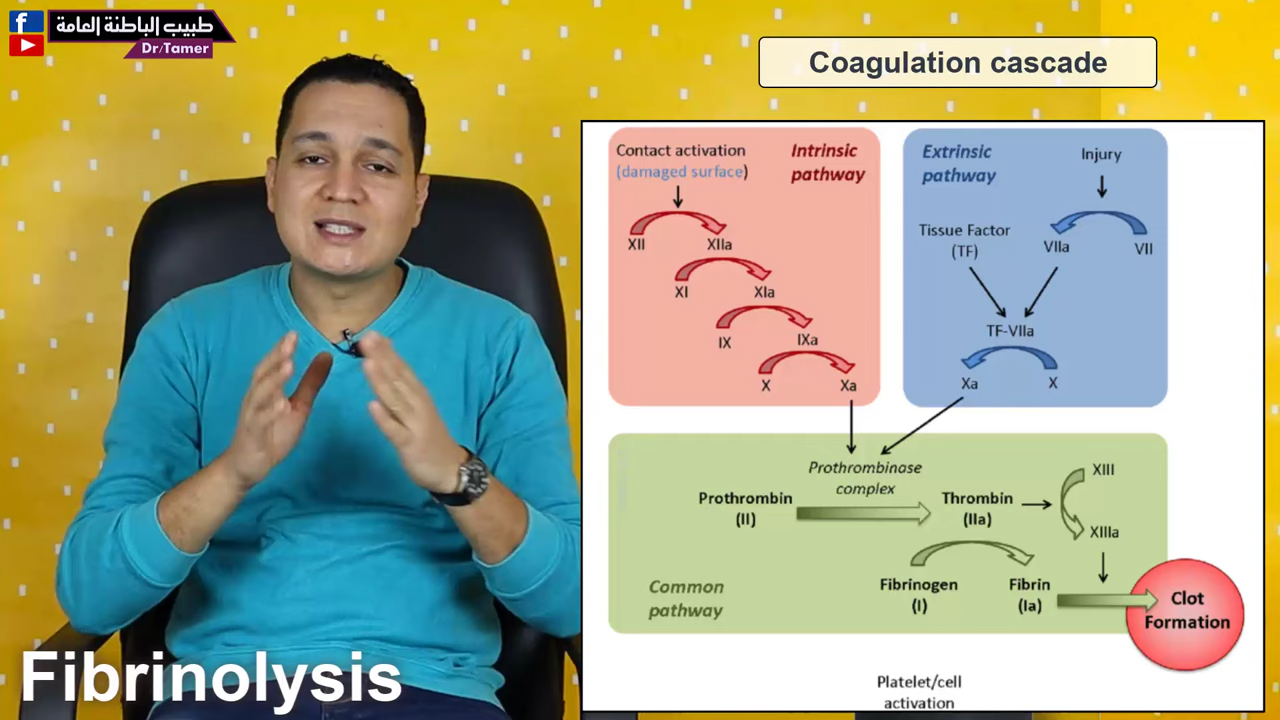 f
طبيب الباطنة العامة
Dr/Tamer
Coagulation cascade
Contact activation
(damaged surface)
Intrinsic
pathway
XII
XIIa
XI
XIa
IX
IXa
X
Xa
Extrinsic
pathway
Injury
Tissue Factor
(TF)
VIIa
VII
TF-VIIa
Xa
X
Prothrombinase
complex
Prothrombin
(II)
Thrombin
(IIa)
XIII
XIIIa
Fibrinogen
(I)
Fibrin
(Ia)
Common
pathway
Clot
Formation
Platelet/cell
activation
Fibrinolysis